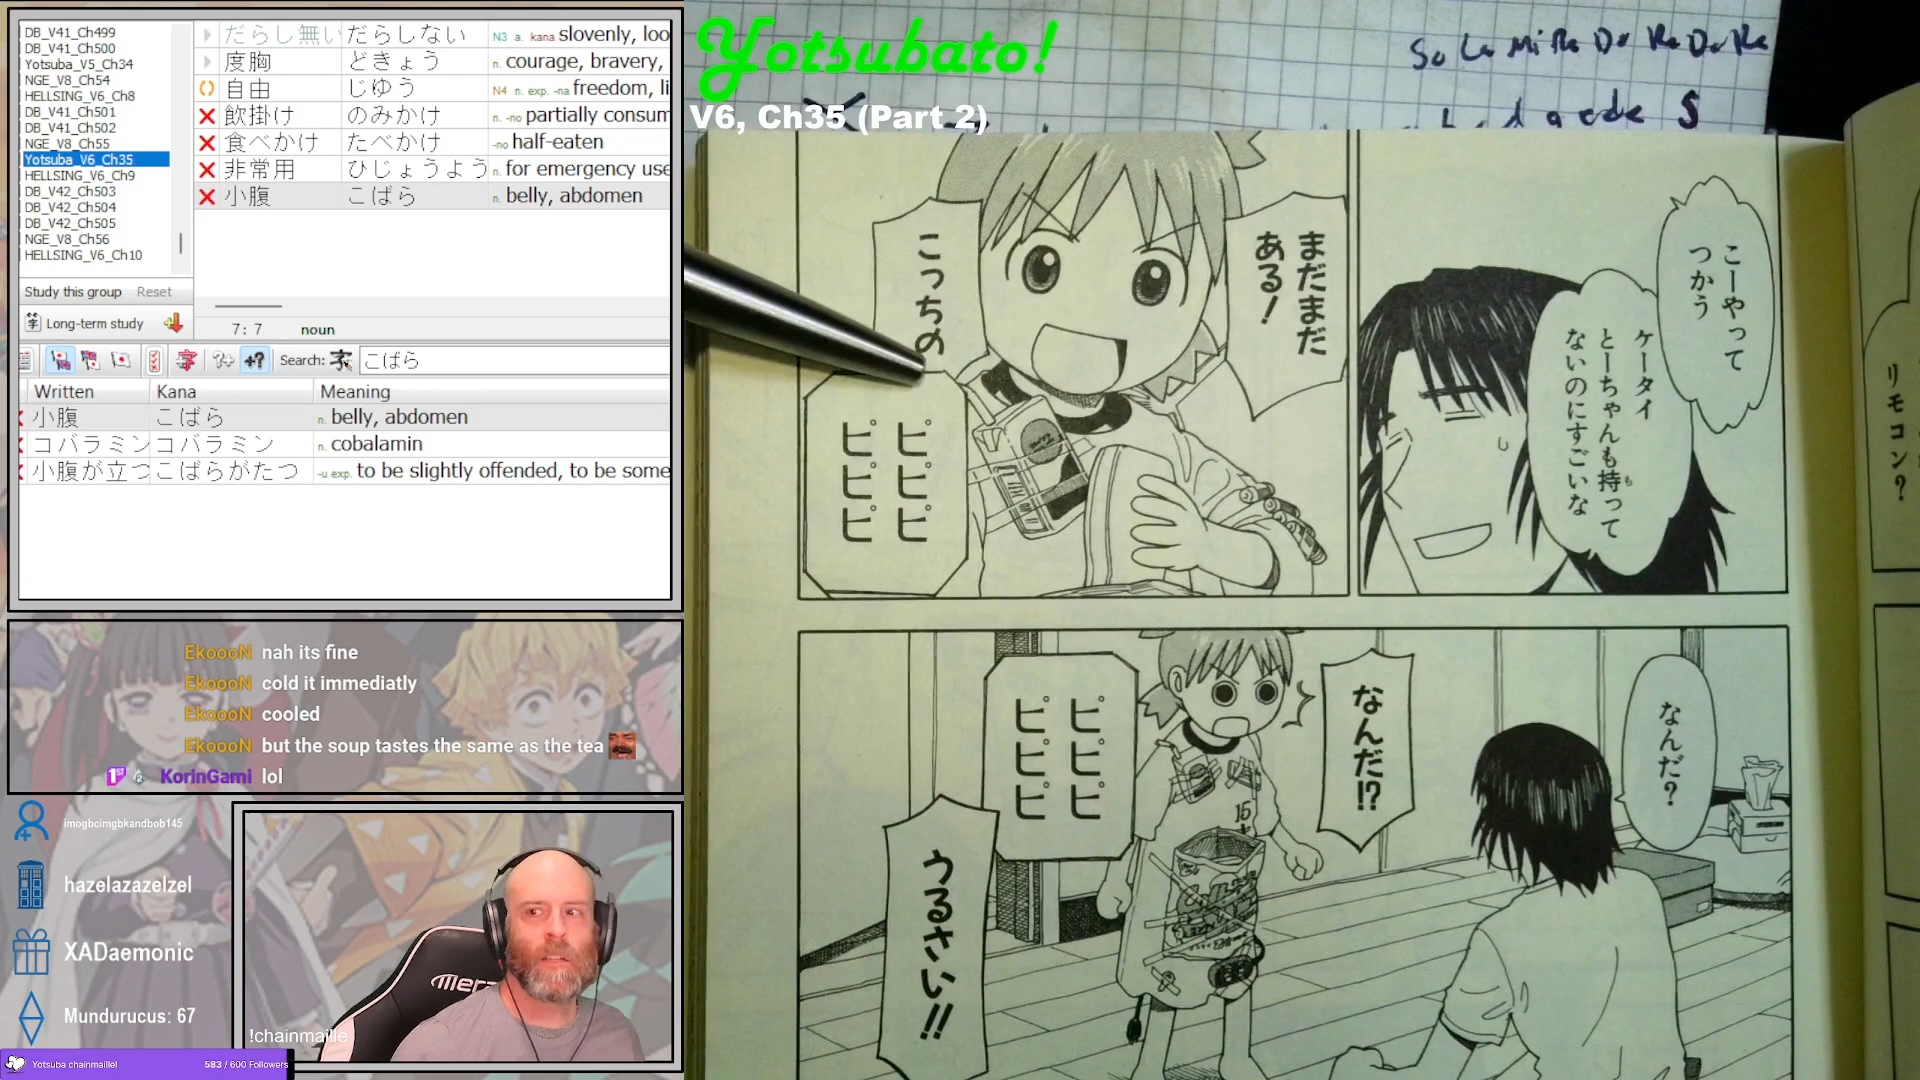 DB_V41_Ch499
DB_V41_Ch500
Yotsuba_V5_Ch34
NGE_V8_Ch54
HELLSING_V6_Ch8
DB_V41_Ch501
DB_V41_Ch502
NGE_V8_Ch55
Yotsuba_V6_Ch35
HELLSING_V6_Ch9
DB_V42_Ch503
DB_V42_Ch504
DB_V42_Ch505
NGE_V8_Ch56
HELLSING_V6_Ch10
Study this group Reset
Long-term study
だらし無い だらしない N3 a. kana slovenly, loo
度胸 どきょう n. courage, bravery,
自由 じゆう N4 n. exp. -na freedom, li
飲掛け のみかけ n. -no partially consum
食べかけ たべかけ -no half-eaten
非常用 ひじょうよう n. for emergency use
小腹 こばら n. belly, abdomen
7: 7 noun
Search: こばら
Written Kana Meaning
小腹 こばら n. belly, abdomen
コバラミン コバラミン n. cobalamin
小腹が立つ こばらがたつ -u exp. to be slightly offended, to be some
EkoooN nah its fine
EkoooN cold it immediatly
EkoooN cooled
EkoooN but the soup tastes the same as the tea
1ST 2 KorinGami lol
imogbcimgbkandbob145
hazelazazelzel
XADaemonic
Mundurucus: 67
Yotsuba chainmaille! 583 / 600 Followers
!chainmaille
Yotsubato!
V6, Ch35 (Part 2)
So La Mi Re Do Re Do Re
こーやって
つかう
ケータイ
とーちゃんも持って
も
ないのにすごいな
まだまだ
ある!
こっちの
ピピピ
ピピピ
なんだ?
なんだ!?
ピピピ
ピピピ
うるさい!!
15
リモコン?